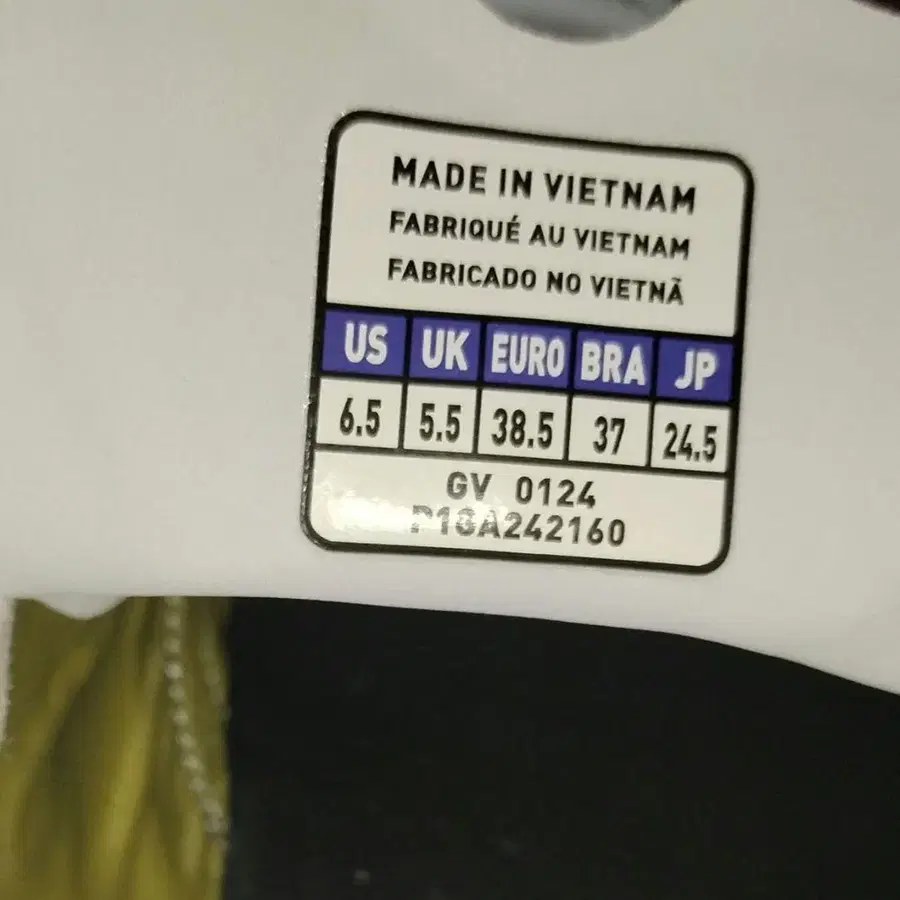 MADE IN VIETNAM
FABRIQUÉ AU VIETNAM
FABRICADO NO VIETNÃ
US UK EURO BRA JP
6.5 5.5 38.5 37 24.5
GV 0124
P18A242160